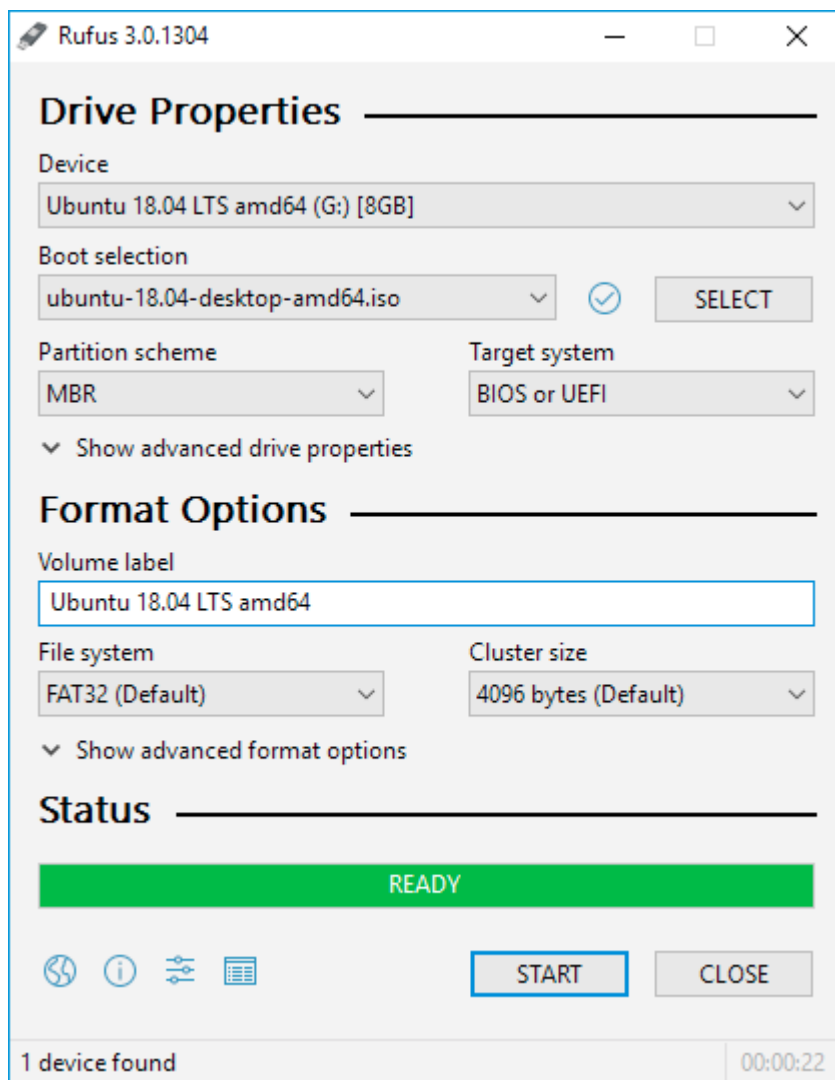 Rufus 3.0.1304
Drive Properties
Device
Ubuntu 18.04 LTS amd64 (G:) [8GB]
Boot selection
ubuntu-18.04-desktop-amd64.iso
SELECT
Partition scheme
Target system
MBR
BIOS or UEFI
Show advanced drive properties
Format Options
Volume label
Ubuntu 18.04 LTS amd64
File system
Cluster size
FAT32 (Default)
4096 bytes (Default)
Show advanced format options
Status
READY
START
CLOSE
1 device found
00:00:22